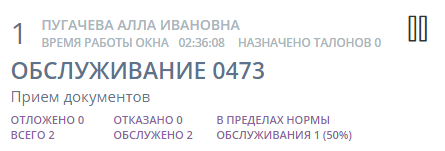 1 ПУГАЧЕВА АЛЛА ИВАНОВНА
ВРЕМЯ РАБОТЫ ОКНА 02:36:08 НАЗНАЧЕНО ТАЛОНОВ 0
ОБСЛУЖИВАНИЕ 0473
Прием документов
ОТЛОЖЕНО 0 ОТКАЗАНО 0 В ПРЕДЕЛАХ НОРМЫ
ВСЕГО 2 ОБСЛУЖЕНО 2 ОБСЛУЖИВАНИЯ 1 (50%)